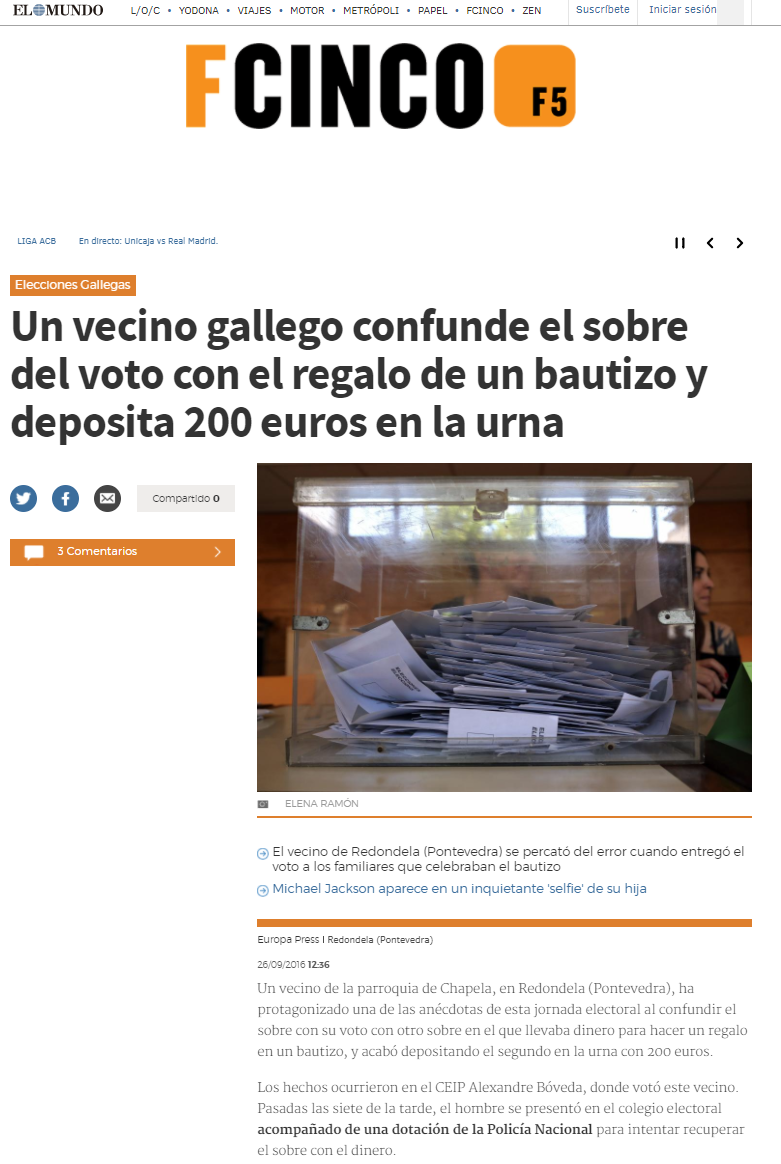 EL MUNDO
L/O/C • YODONA • VIAJES • MOTOR • METRÓPOLI • PAPEL • FCINCO • ZEN
Suscríbete
Iniciar sesión
FCINCO F5
LIGA ACB
En directo: Unicaja vs Real Madrid.
Elecciones Gallegas
Un vecino gallego confunde el sobre
del voto con el regalo de un bautizo y
deposita 200 euros en la urna
Compartido 0
3 Comentarios
ELENA RAMÓN
El vecino de Redondela (Pontevedra) se percató del error cuando entregó el
voto a los familiares que celebraban el bautizo
Michael Jackson aparece en un inquietante 'selfie' de su hija
Europa Press | Redondela (Pontevedra)
26/09/2016 12:36
Un vecino de la parroquia de Chapela, en Redondela (Pontevedra), ha
protagonizado una de las anécdotas de esta jornada electoral al confundir el
sobre con su voto con otro sobre en el que llevaba dinero para hacer un regalo
en un bautizo, y acabó depositando el segundo en la urna con 200 euros.
Los hechos ocurrieron en el CEIP Alexandre Bóveda, donde votó este vecino.
Pasadas las siete de la tarde, el hombre se presentó en el colegio electoral
acompañado de una dotación de la Policía Nacional para intentar recuperar
el sobre con el dinero.